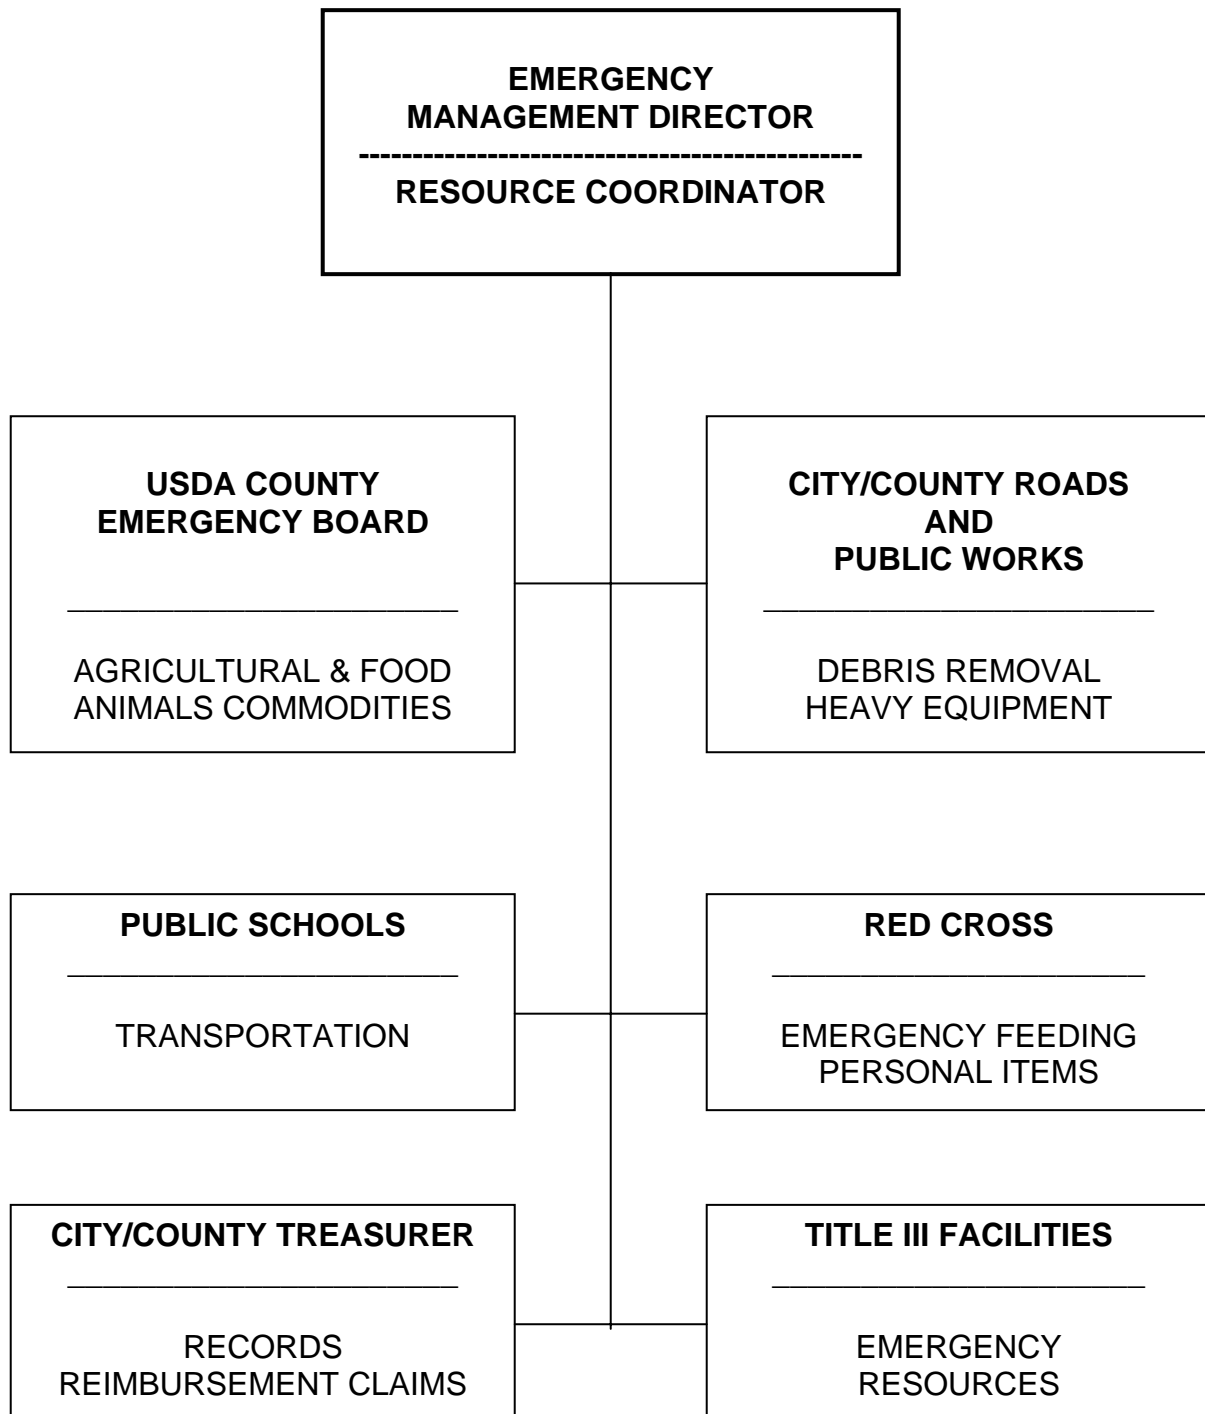 EMERGENCY
MANAGEMENT DIRECTOR
-----------------------------------------------
RESOURCE COORDINATOR
USDA COUNTY
EMERGENCY BOARD
AGRICULTURAL & FOOD
ANIMALS COMMODITIES
CITY/COUNTY ROADS
AND
PUBLIC WORKS
DEBRIS REMOVAL
HEAVY EQUIPMENT
PUBLIC SCHOOLS
TRANSPORTATION
RED CROSS
EMERGENCY FEEDING
PERSONAL ITEMS
CITY/COUNTY TREASURER
RECORDS
REIMBURSEMENT CLAIMS
TITLE III FACILITIES
EMERGENCY
RESOURCES